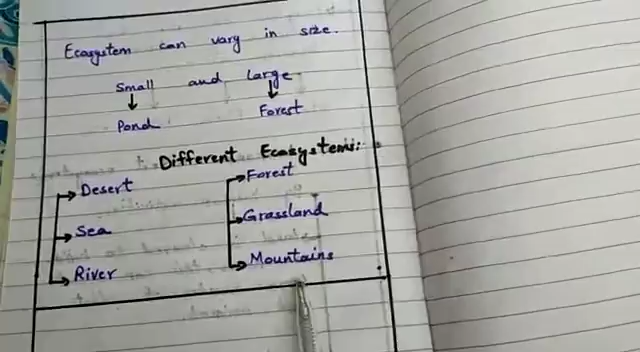 Ecosystem can vary in size.
Small and large
Pond Forest
Different Ecosystems:
Desert Forest
Sea Grassland
River Mountains